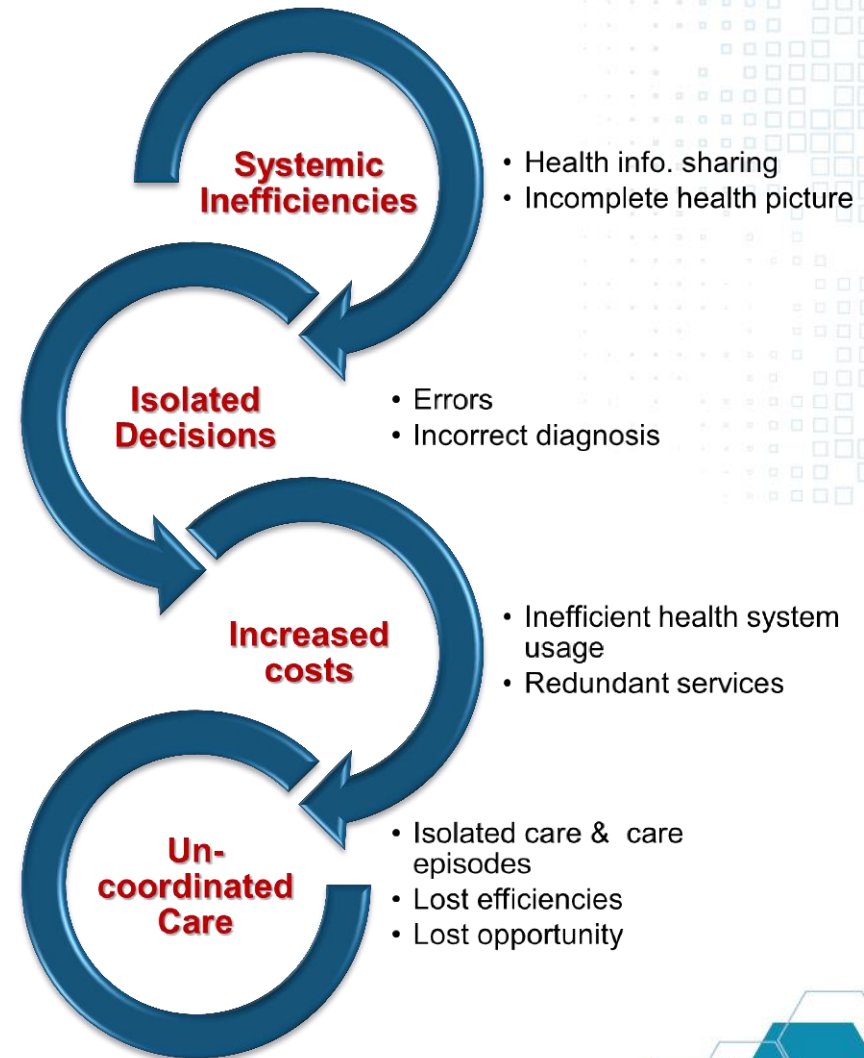 Systemic
Inefficiencies
• Health info. sharing
• Incomplete health picture
Isolated
Decisions
• Errors
• Incorrect diagnosis
Increased
costs
• Inefficient health system
usage
• Redundant services
Un-
coordinated
Care
• Isolated care & care
episodes
• Lost efficiencies
• Lost opportunity